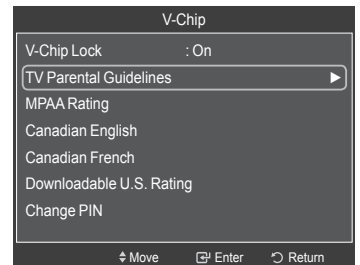 V-Chip
V-Chip Lock : On
TV Parental Guidelines
MPAA Rating
Canadian English
Canadian French
Downloadable U.S. Rating
Change PIN
Move Enter Return